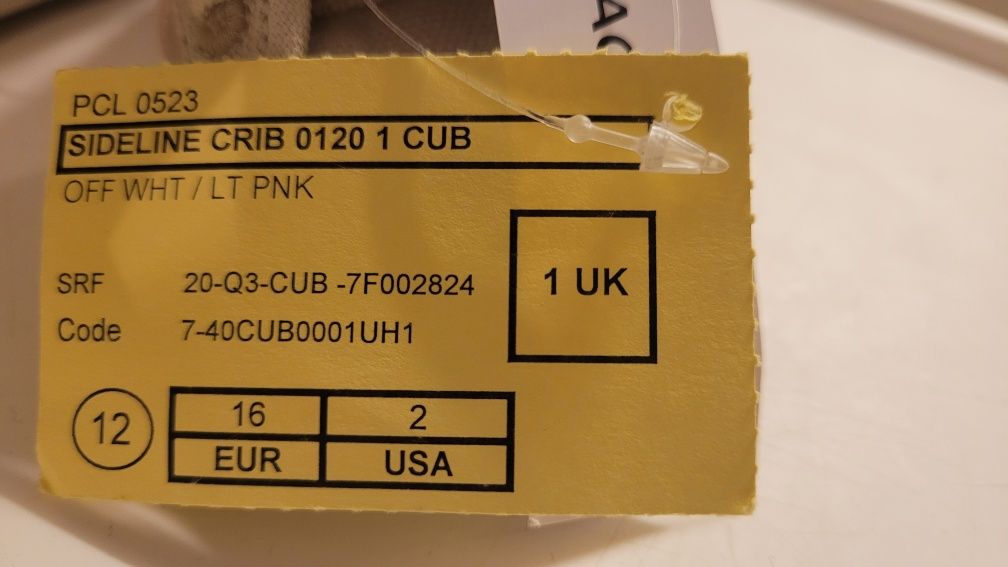 PCL 0523
SIDELINE CRIB 0120 1 CUB
OFF WHT / LT PNK
1 UK
SRF 20-Q3-CUB -7F002824
Code 7-40CUB0001UH1
12
16 2
EUR USA